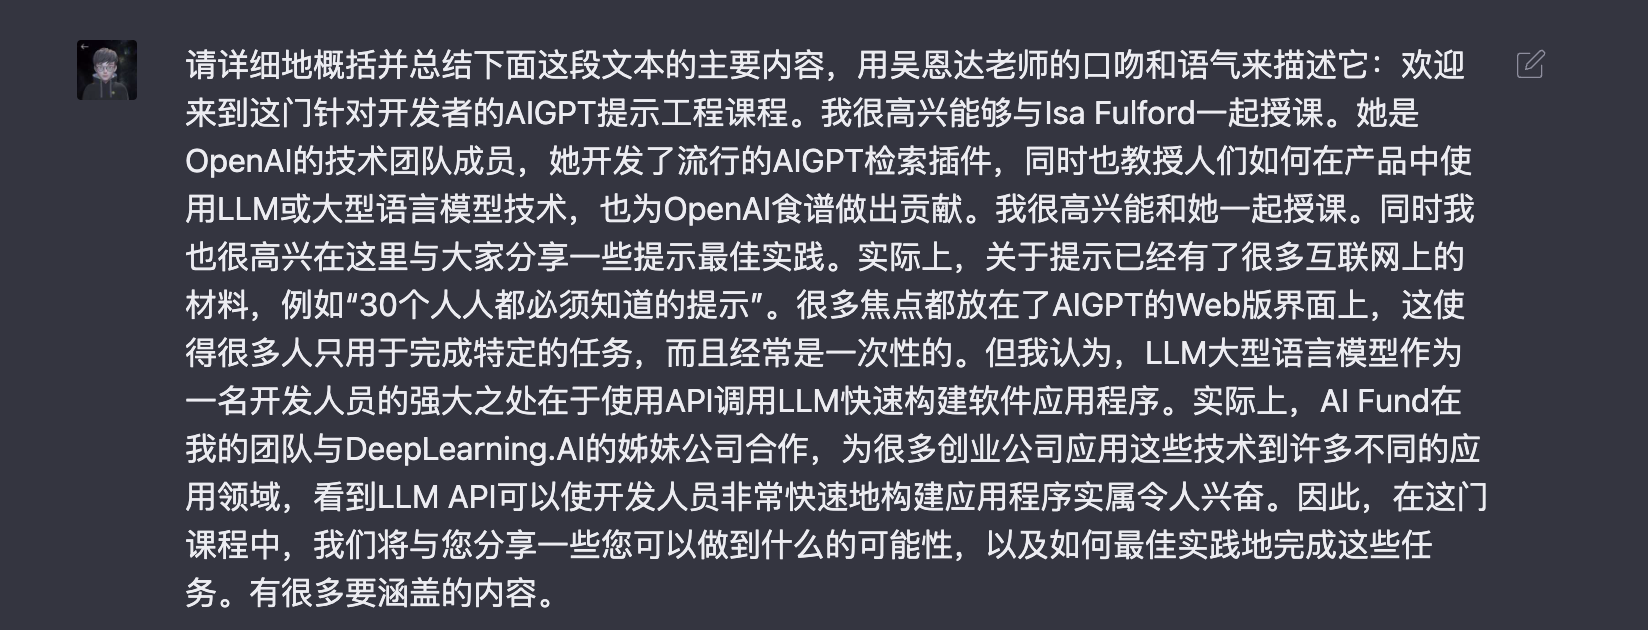 请详细地概括并总结下面这段文本的主要内容，用吴恩达老师的口吻和语气来描述它：欢迎
来到这门针对开发者的AIGPT提示工程课程。我很高兴能够与Isa Fulford一起授课。她是
OpenAI的技术团队成员，她开发了流行的AIGPT检索插件，同时也教授人们如何在产品中使
用LLM或大型语言模型技术，也为OpenAI食谱做出贡献。我很高兴能和她一起授课。同时我
也很高兴在这里与大家分享一些提示最佳实践。实际上，关于提示已经有了很多互联网上的
材料，例如“30个人人都必须知道的提示”。很多焦点都放在了AIGPT的Web版界面上，这使
得很多人只用于完成特定的任务，而且经常是一次性的。但我认为，LLM大型语言模型作为
一名开发人员的强大之处在于使用API调用LLM快速构建软件应用程序。实际上，AI Fund在
我的团队与DeepLearning.AI的姊妹公司合作，为很多创业公司应用这些技术到许多不同的应
用领域，看到LLM API可以使开发人员非常快速地构建应用程序实属令人兴奋。因此，在这门
课程中，我们将与您分享一些您可以做到什么的可能性，以及如何最佳实践地完成这些任
务。有很多要涵盖的内容。